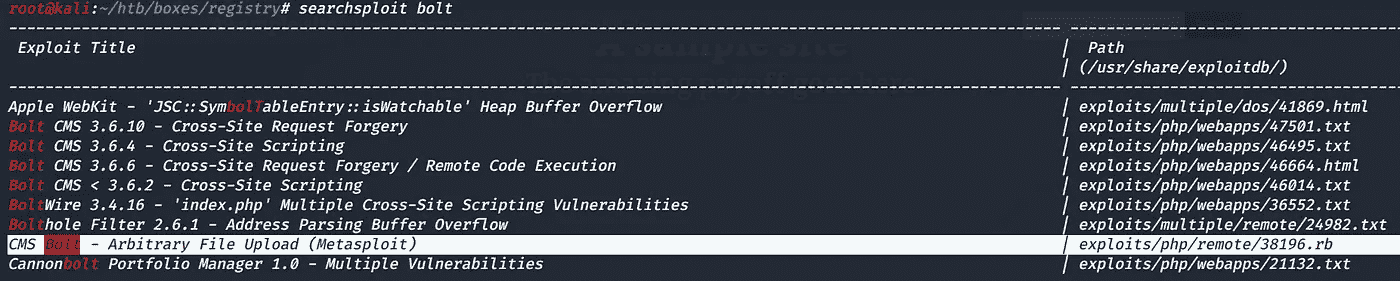 root@kali:~/htb/boxes/registry# searchsploit bolt
Exploit Title | Path
| (/usr/share/exploitdb/)
Apple WebKit - 'JSC::SymbolTableEntry::isWatchable' Heap Buffer Overflow | exploits/multiple/dos/41869.html
Bolt CMS 3.6.10 - Cross-Site Request Forgery | exploits/php/webapps/47501.txt
Bolt CMS 3.6.4 - Cross-Site Scripting | exploits/php/webapps/46495.txt
Bolt CMS 3.6.6 - Cross-Site Request Forgery / Remote Code Execution | exploits/php/webapps/46664.html
Bolt CMS < 3.6.2 - Cross-Site Scripting | exploits/php/webapps/46014.txt
BoltWire 3.4.16 - 'index.php' Multiple Cross-Site Scripting Vulnerabilities | exploits/php/webapps/36552.txt
Bolthole Filter 2.6.1 - Address Parsing Buffer Overflow | exploits/multiple/remote/24982.txt
CMS Bolt - Arbitrary File Upload (Metasploit) | exploits/php/remote/38196.rb
Cannonbolt Portfolio Manager 1.0 - Multiple Vulnerabilities | exploits/php/webapps/21132.txt